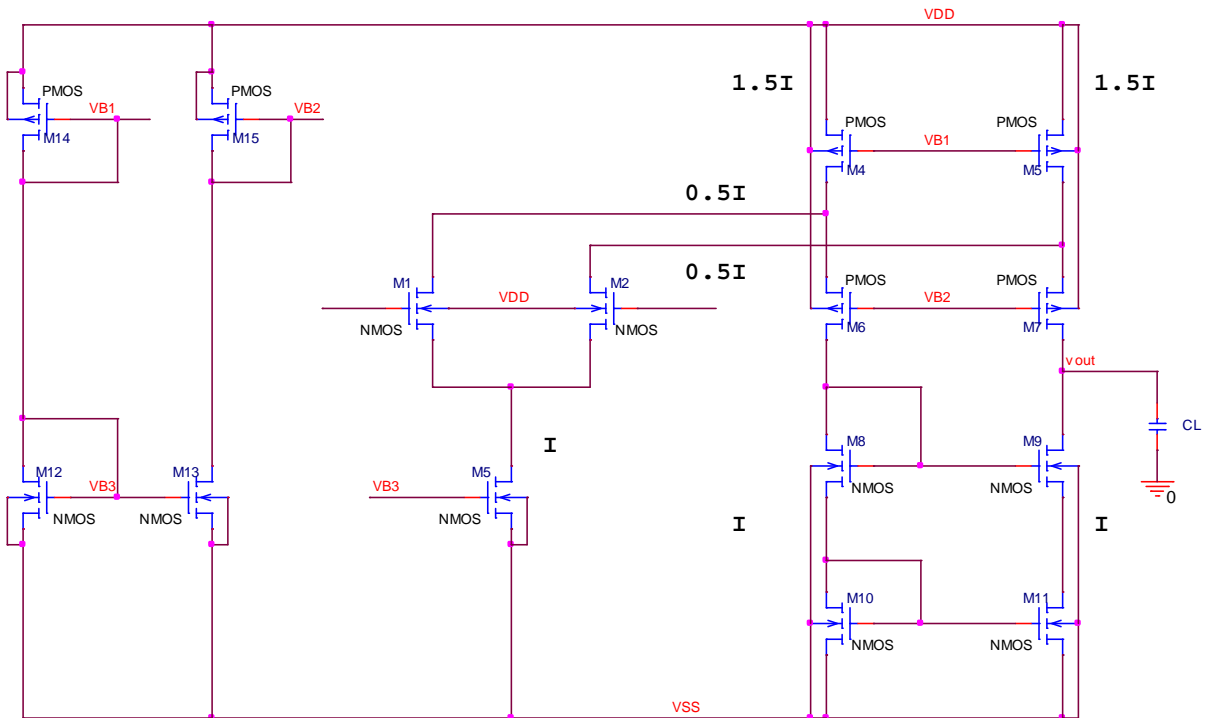 VDD
1.5I
1.5I
PMOS
VB1
M14
PMOS
VB2
M15
PMOS
VB1
M4
PMOS
M5
0.5I
0.5I
M1
NMOS
VDD
M2
NMOS
PMOS
VB2
M6
PMOS
M7
vout
CL
0
M12
VB3
NMOS
M13
NMOS
I
VB3
M5
NMOS
M8
NMOS
M9
NMOS
I
I
M10
NMOS
M11
NMOS
VSS